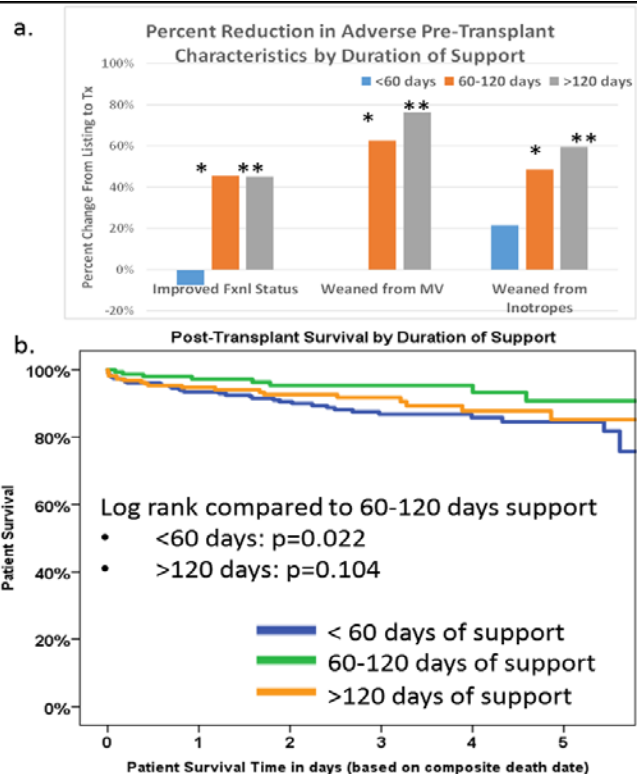 a.
Percent Reduction in Adverse Pre-Transplant
Characteristics by Duration of Support
<60 days 60-120 days >120 days
Percent Change From Listing to Tx
100%
80%
60%
40%
20%
0%
-20%
* ** * ** * **
Improved Fxnl Status Weaned from MV Weaned from
Inotropes
b.
Post-Transplant Survival by Duration of Support
Patient Survival
100%
80%
60%
40%
20%
0%
Log rank compared to 60-120 days support
• <60 days: p=0.022
• >120 days: p=0.104
< 60 days of support
60-120 days of support
>120 days of support
0 1 2 3 4 5
Patient Survival Time in days (based on composite death date)